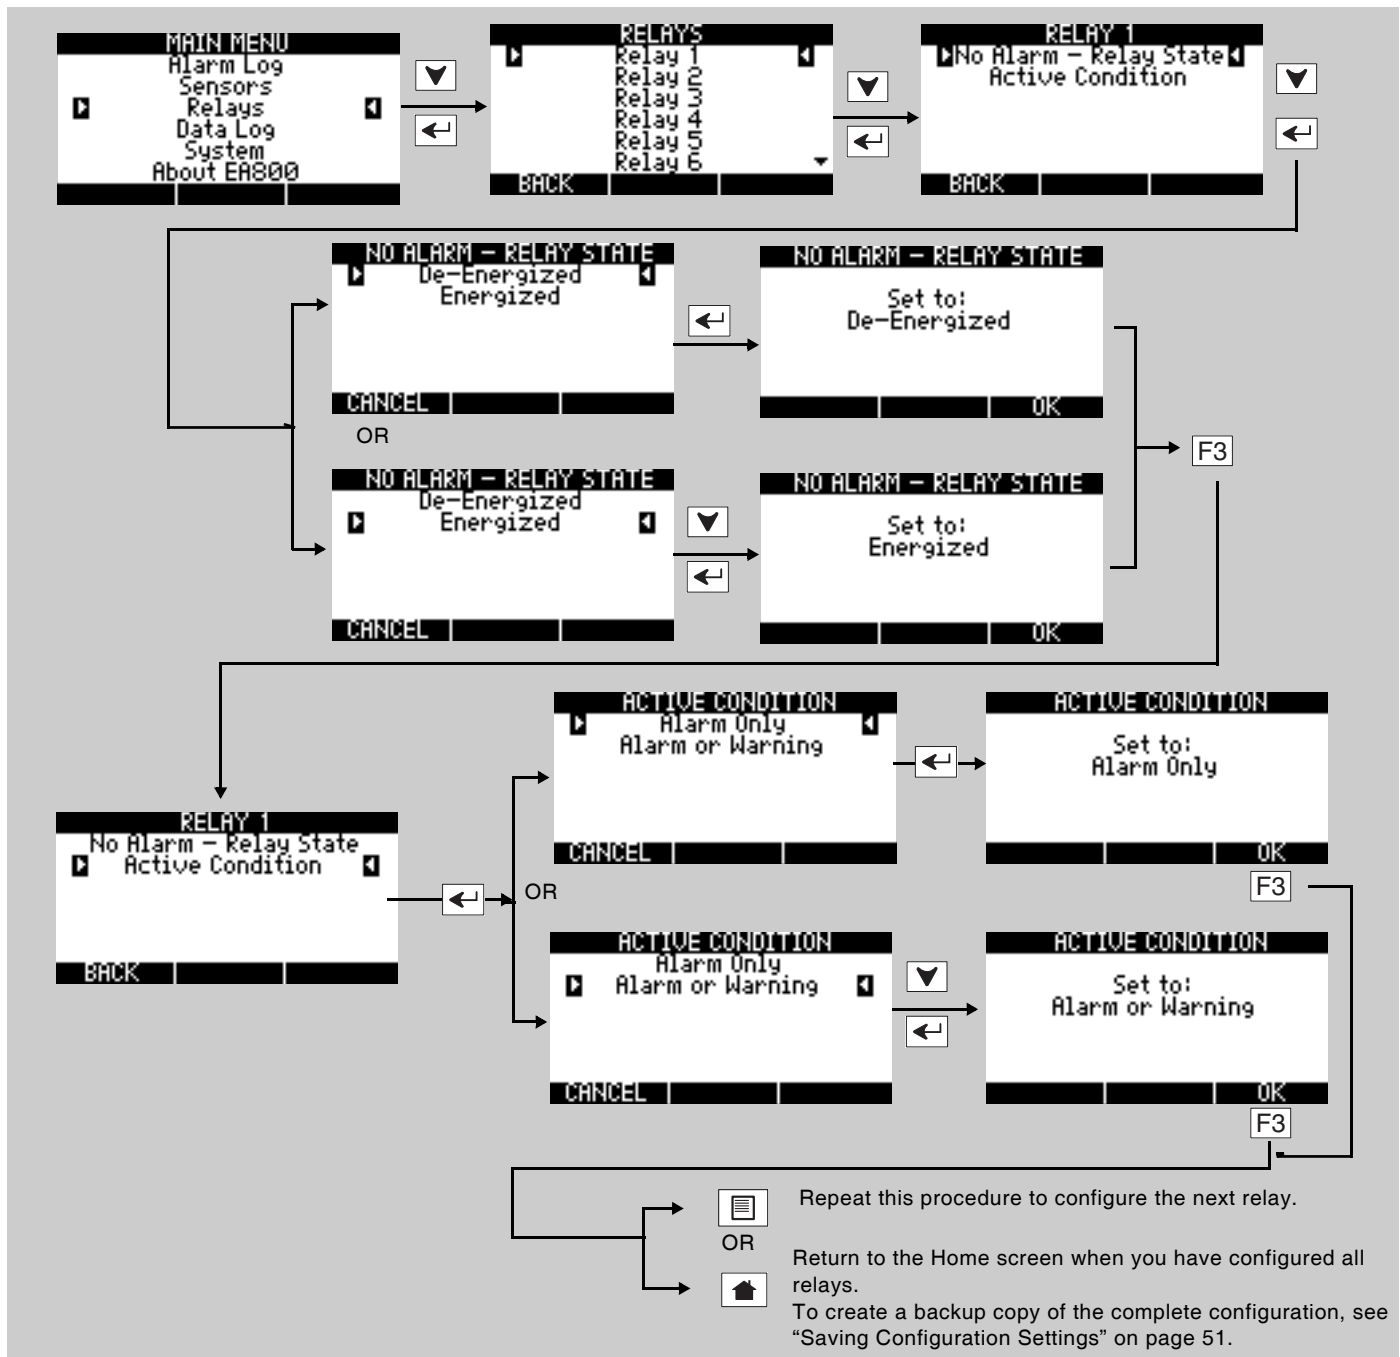 MAIN MENU
Alarm Log
Sensors
Relays
Data Log
System
About EA800
RELAYS
Relay 1
Relay 2
Relay 3
Relay 4
Relay 5
Relay 6
BACK
RELAY 1
No Alarm – Relay State
Active Condition
BACK
NO ALARM – RELAY STATE
De-Energized
Energized
CANCEL
NO ALARM – RELAY STATE
Set to:
De-Energized
OK
OR
F3
NO ALARM – RELAY STATE
De-Energized
Energized
CANCEL
NO ALARM – RELAY STATE
Set to:
Energized
OK
RELAY 1
No Alarm – Relay State
Active Condition
BACK
OR
ACTIVE CONDITION
Alarm Only
Alarm or Warning
CANCEL
ACTIVE CONDITION
Set to:
Alarm Only
OK
F3
ACTIVE CONDITION
Alarm Only
Alarm or Warning
CANCEL
ACTIVE CONDITION
Set to:
Alarm or Warning
OK
F3
Repeat this procedure to configure the next relay.
OR
Return to the Home screen when you have configured all
relays.
To create a backup copy of the complete configuration, see
“Saving Configuration Settings” on page 51.